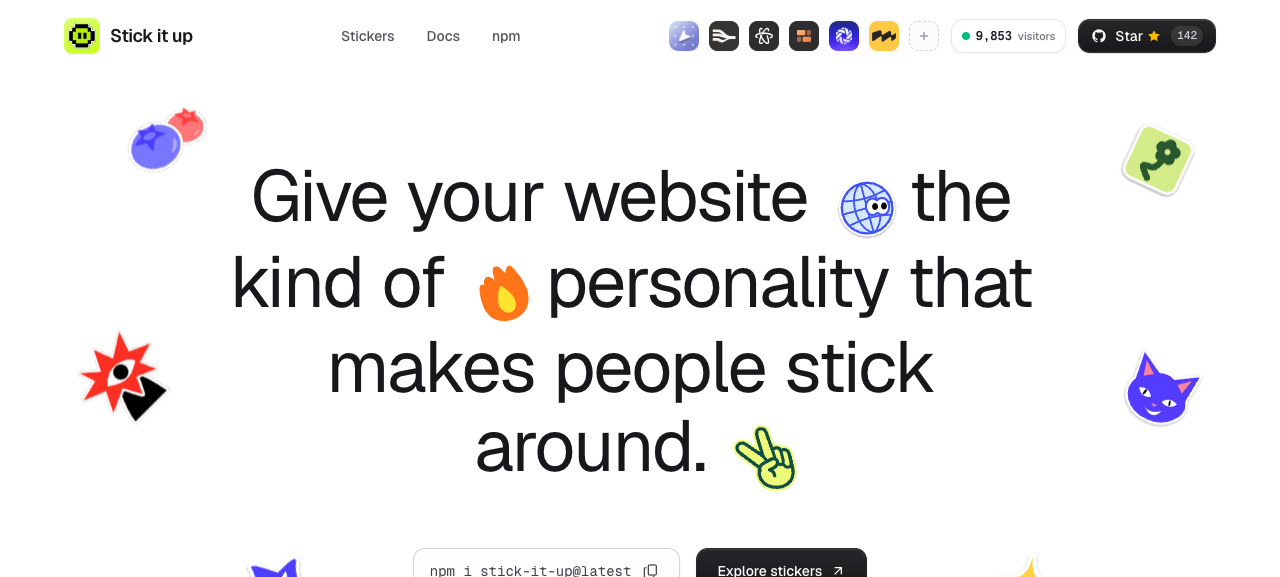 Stick it up
Stickers
Docs
npm
9,853 visitors
Star 142
Give your website the
kind of personality that
makes people stick
around.
npm i stick-it-up@latest
Explore stickers